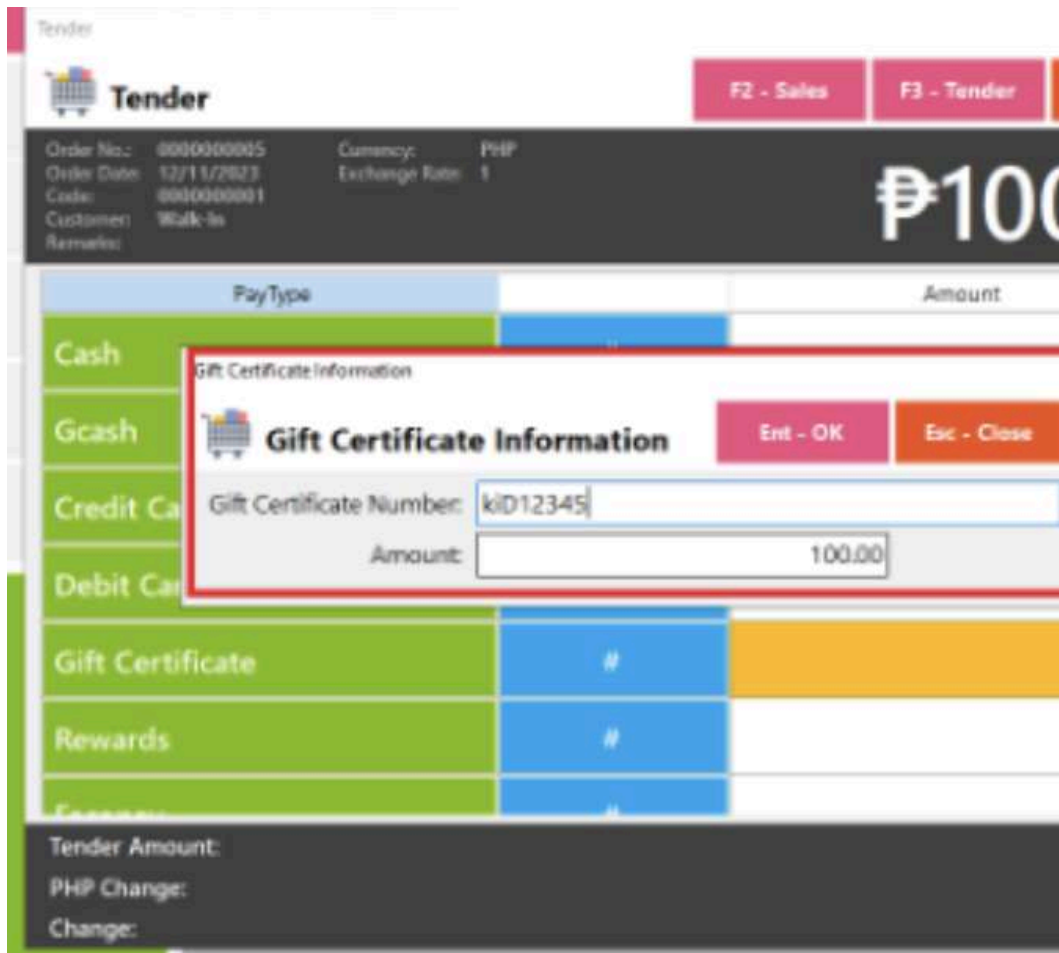 Tender
Tender
F2 - Sales
F3 - Tender
Order No.: 0000000005
Currency: PHP
Order Date: 12/11/2023
Exchange Rate: 1
Code: 0000000001
Customer: Walk-In
Remarks:
₱100
PayType
Amount
Cash
Gift Certificate Information
Gcash
Gift Certificate Information
Ent - OK
Esc - Close
Credit Ca
Gift Certificate Number:
kiD12345
Amount:
100.00
Debit Car
Gift Certificate
#
Rewards
#
#
Tender Amount:
PHP Change:
Change: